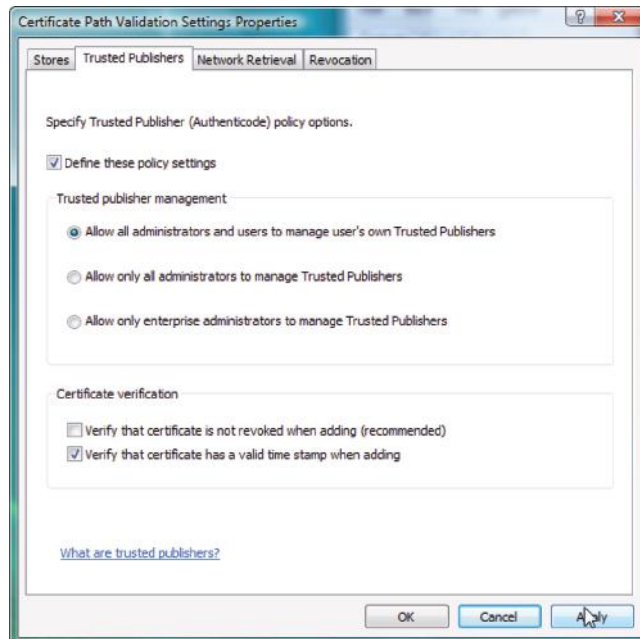 Certificate Path Validation Settings Properties
Stores Trusted Publishers Network Retrieval Revocation
Specify Trusted Publisher (Authenticode) policy options.
Define these policy settings
Trusted publisher management
Allow all administrators and users to manage user's own Trusted Publishers
Allow only all administrators to manage Trusted Publishers
Allow only enterprise administrators to manage Trusted Publishers
Certificate verification
Verify that certificate is not revoked when adding (recommended)
Verify that certificate has a valid time stamp when adding
What are trusted publishers?
OK Cancel Apply